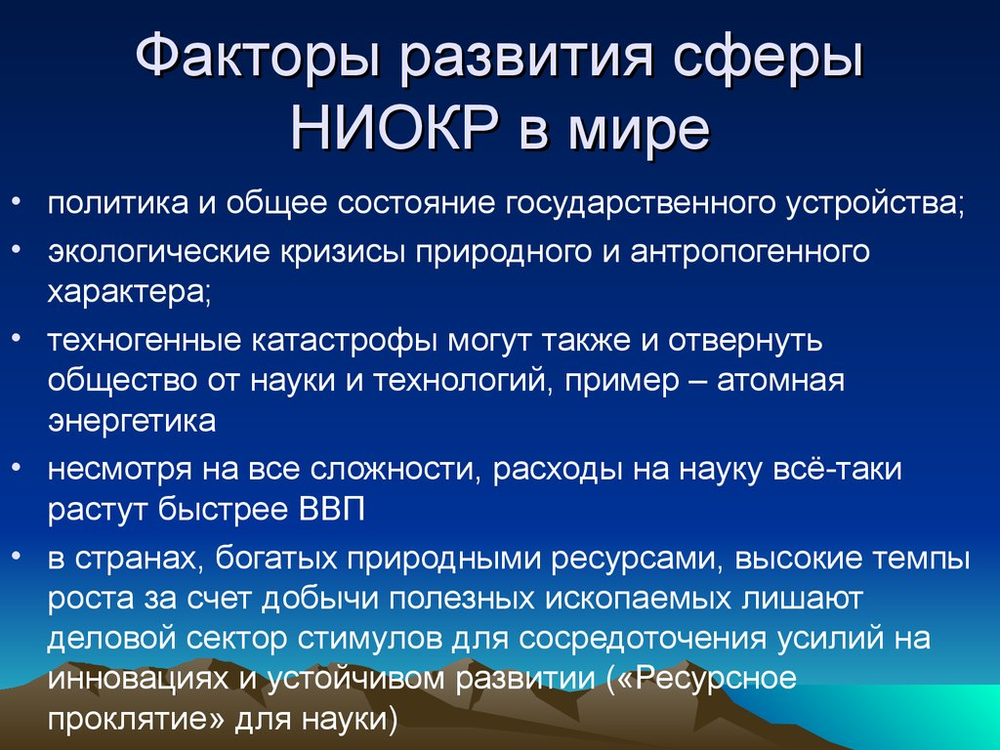 Факторы развития сферы
НИОКР в мире
• политика и общее состояние государственного устройства;
• экологические кризисы природного и антропогенного
характера;
• техногенные катастрофы могут также и отвернуть
общество от науки и технологий, пример – атомная
энергетика
• несмотря на все сложности, расходы на науку всё-таки
растут быстрее ВВП
• в странах, богатых природными ресурсами, высокие темпы
роста за счет добычи полезных ископаемых лишают
деловой сектор стимулов для сосредоточения усилий на
инновациях и устойчивом развитии («Ресурсное
проклятие» для науки)